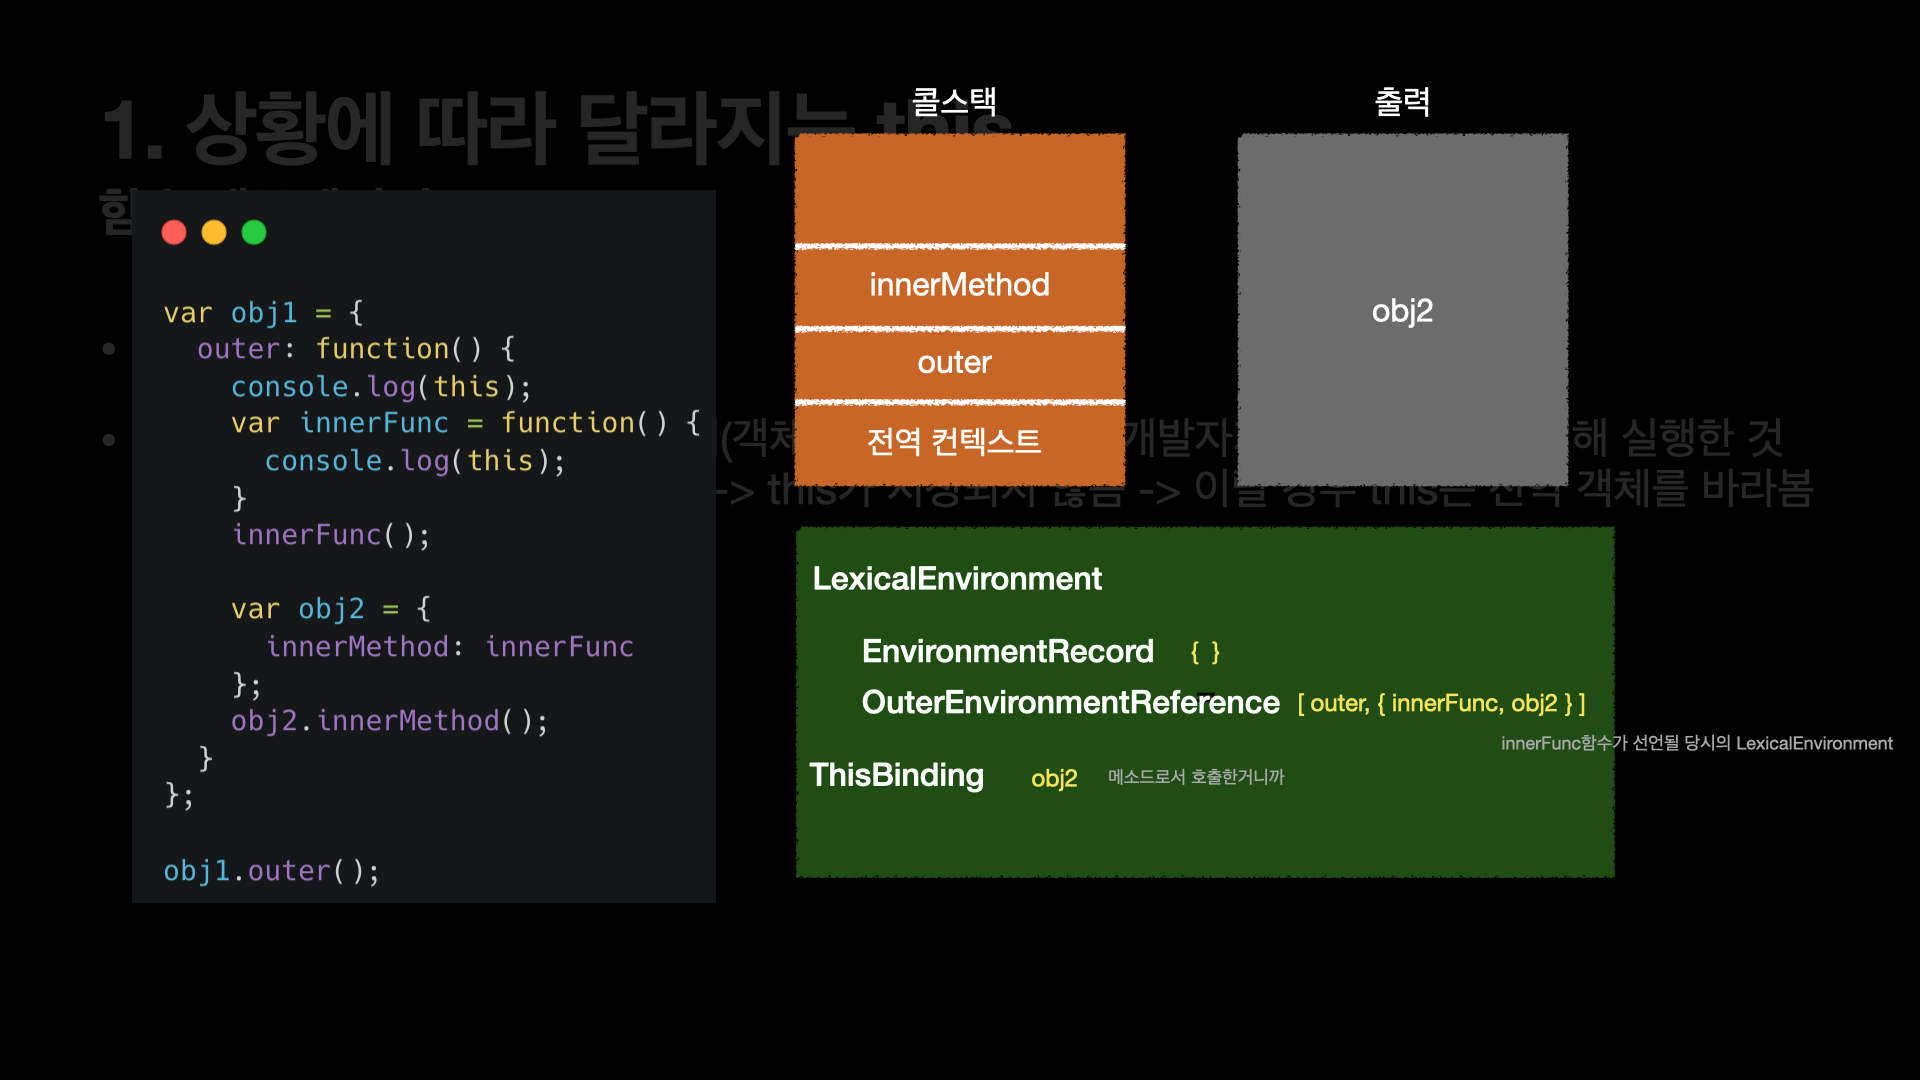 1. 상황에 따라 달라지는 this
콜스택
출력
var obj1 = {
outer: function() {
console.log(this);
var innerFunc = function() {
console.log(this);
}
innerFunc();
var obj2 = {
innerMethod: innerFunc
};
obj2.innerMethod();
}
};
obj1.outer();
innerMethod
outer
전역 컨텍스트
obj2
개발자
해 실행한 것
-> this가 지정되지 않음 -> 이럴 경우 this는 전역 객체를 바라봄
LexicalEnvironment
EnvironmentRecord { }
OuterEnvironmentReference [ outer, { innerFunc, obj2 } ]
innerFunc함수가 선언될 당시의 LexicalEnvironment
ThisBinding obj2 메소드로서 호출한거니까